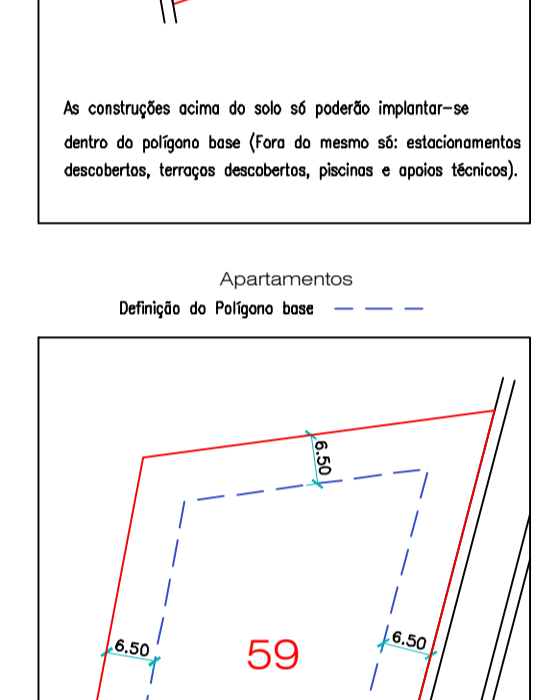 As construções acima do solo só poderão implantar-se
dentro do polígono base (Fora do mesmo só: estacionamentos
descobertos, terraços descobertos, piscinas e apoios técnicos).
Apartamentos
Definição do Polígono base
6.50
6.50
59
6.50